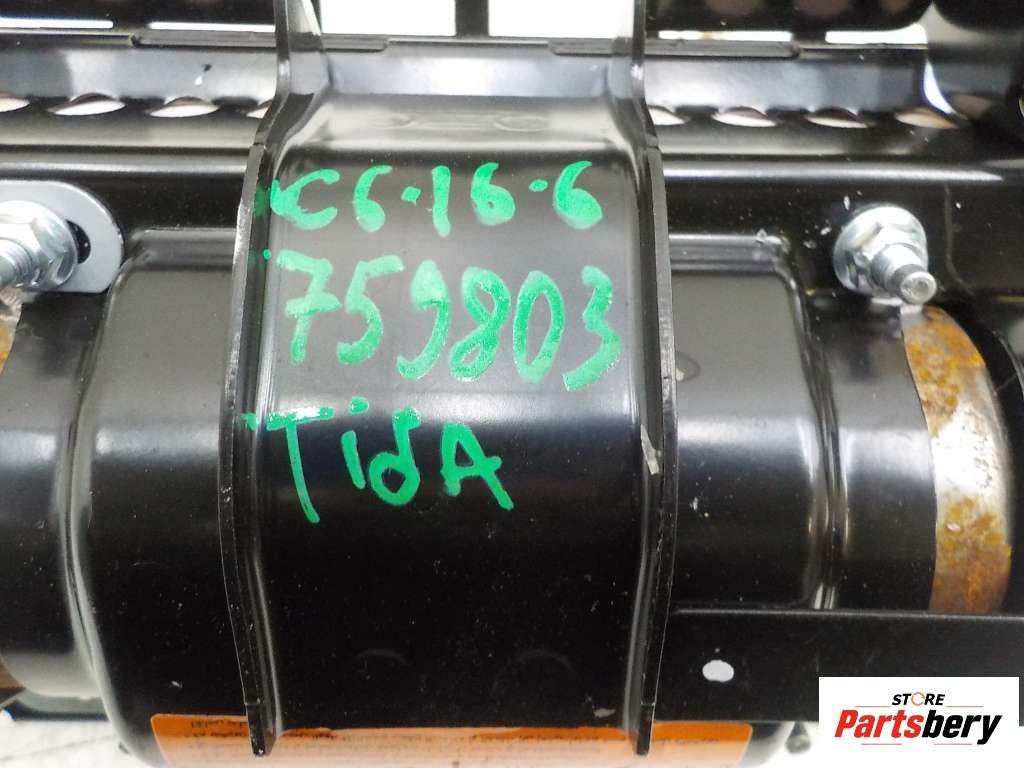 C6-16-6
759803
TidA
STORE
Partsbery